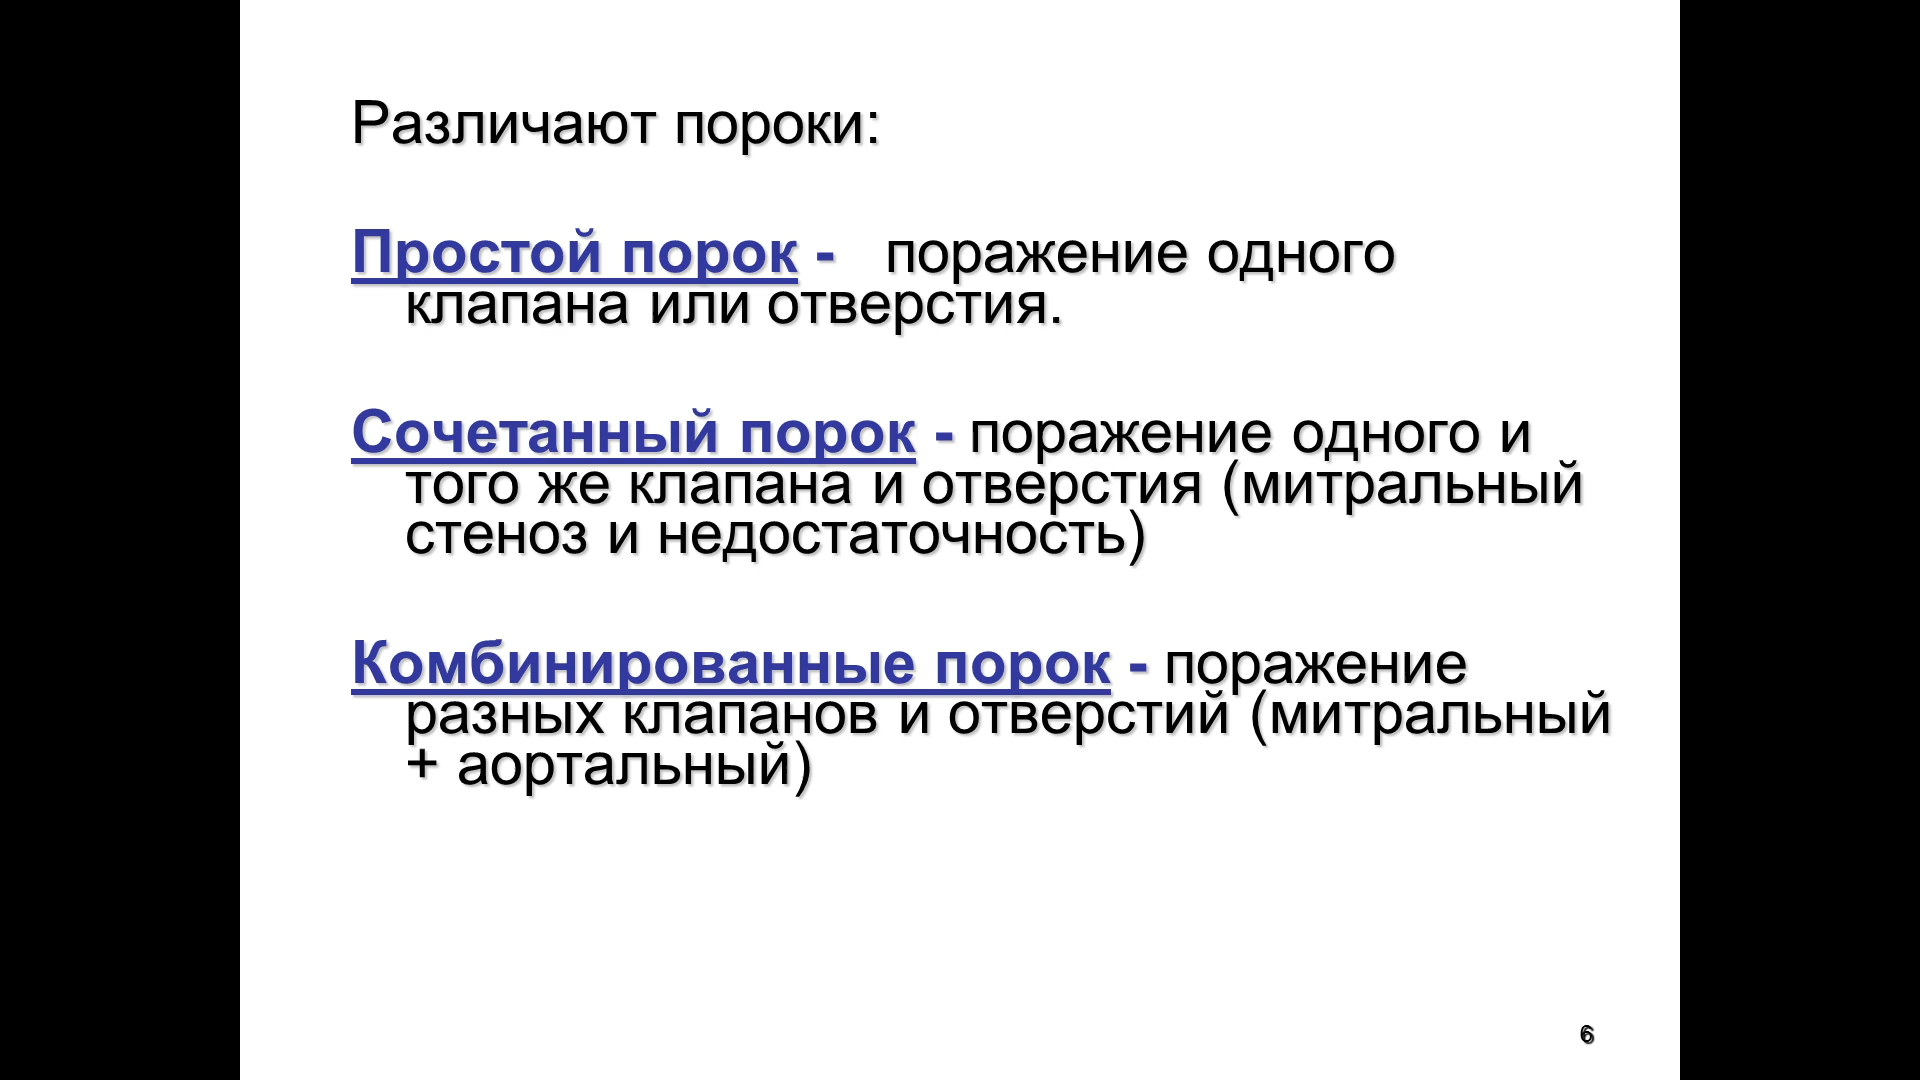 Различают пороки:
Простой порок - поражение одного
клапана или отверстия.
Сочетанный порок - поражение одного и
того же клапана и отверстия (митральный
стеноз и недостаточность)
Комбинированные порок - поражение
разных клапанов и отверстий (митральный
+ аортальный)
6